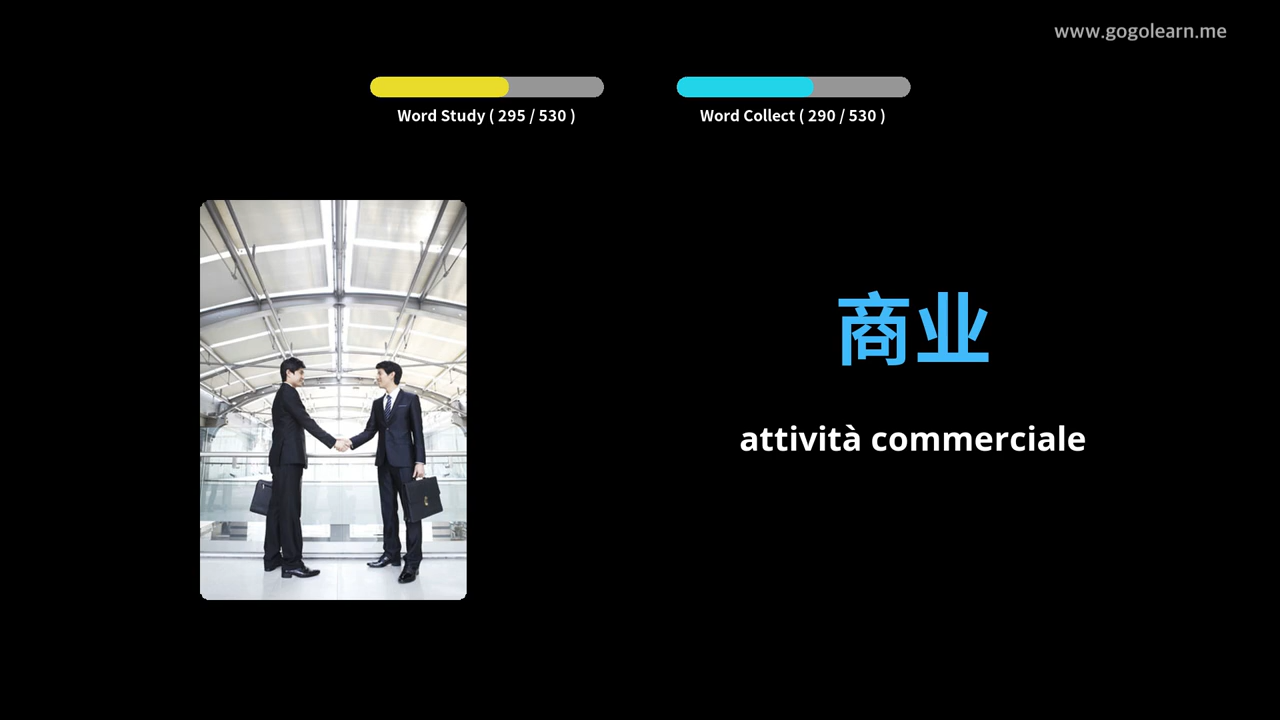 www.gogolearn.me
Word Study ( 295 / 530 )
Word Collect ( 290 / 530 )
商业
attività commerciale